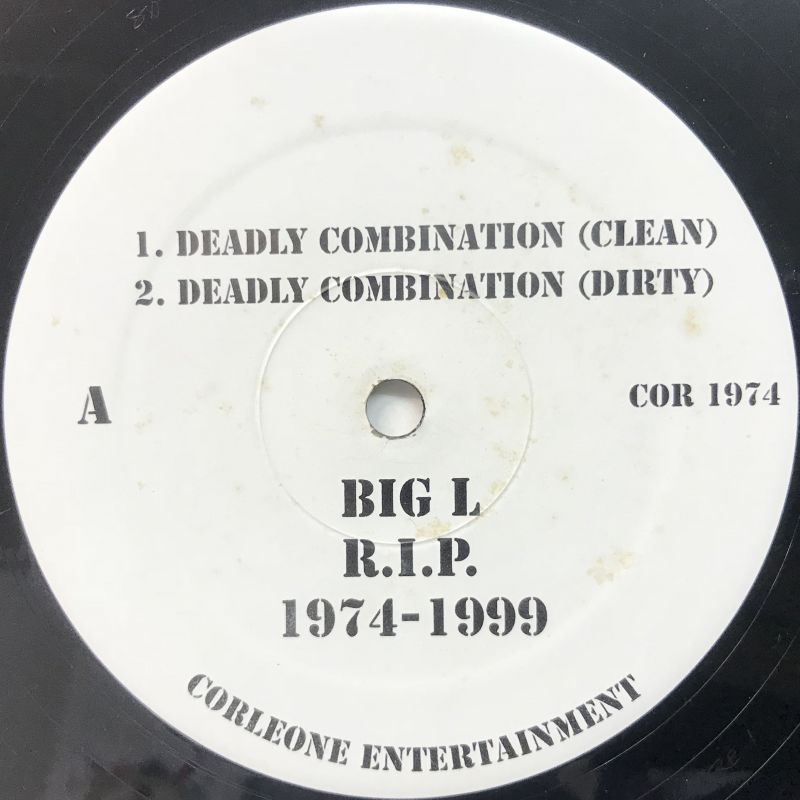 1. DEADLY COMBINATION (CLEAN)
2. DEADLY COMBINATION (DIRTY)
A
COR 1974
BIG L
R.I.P.
1974-1999
CORLEONE ENTERTAINMENT